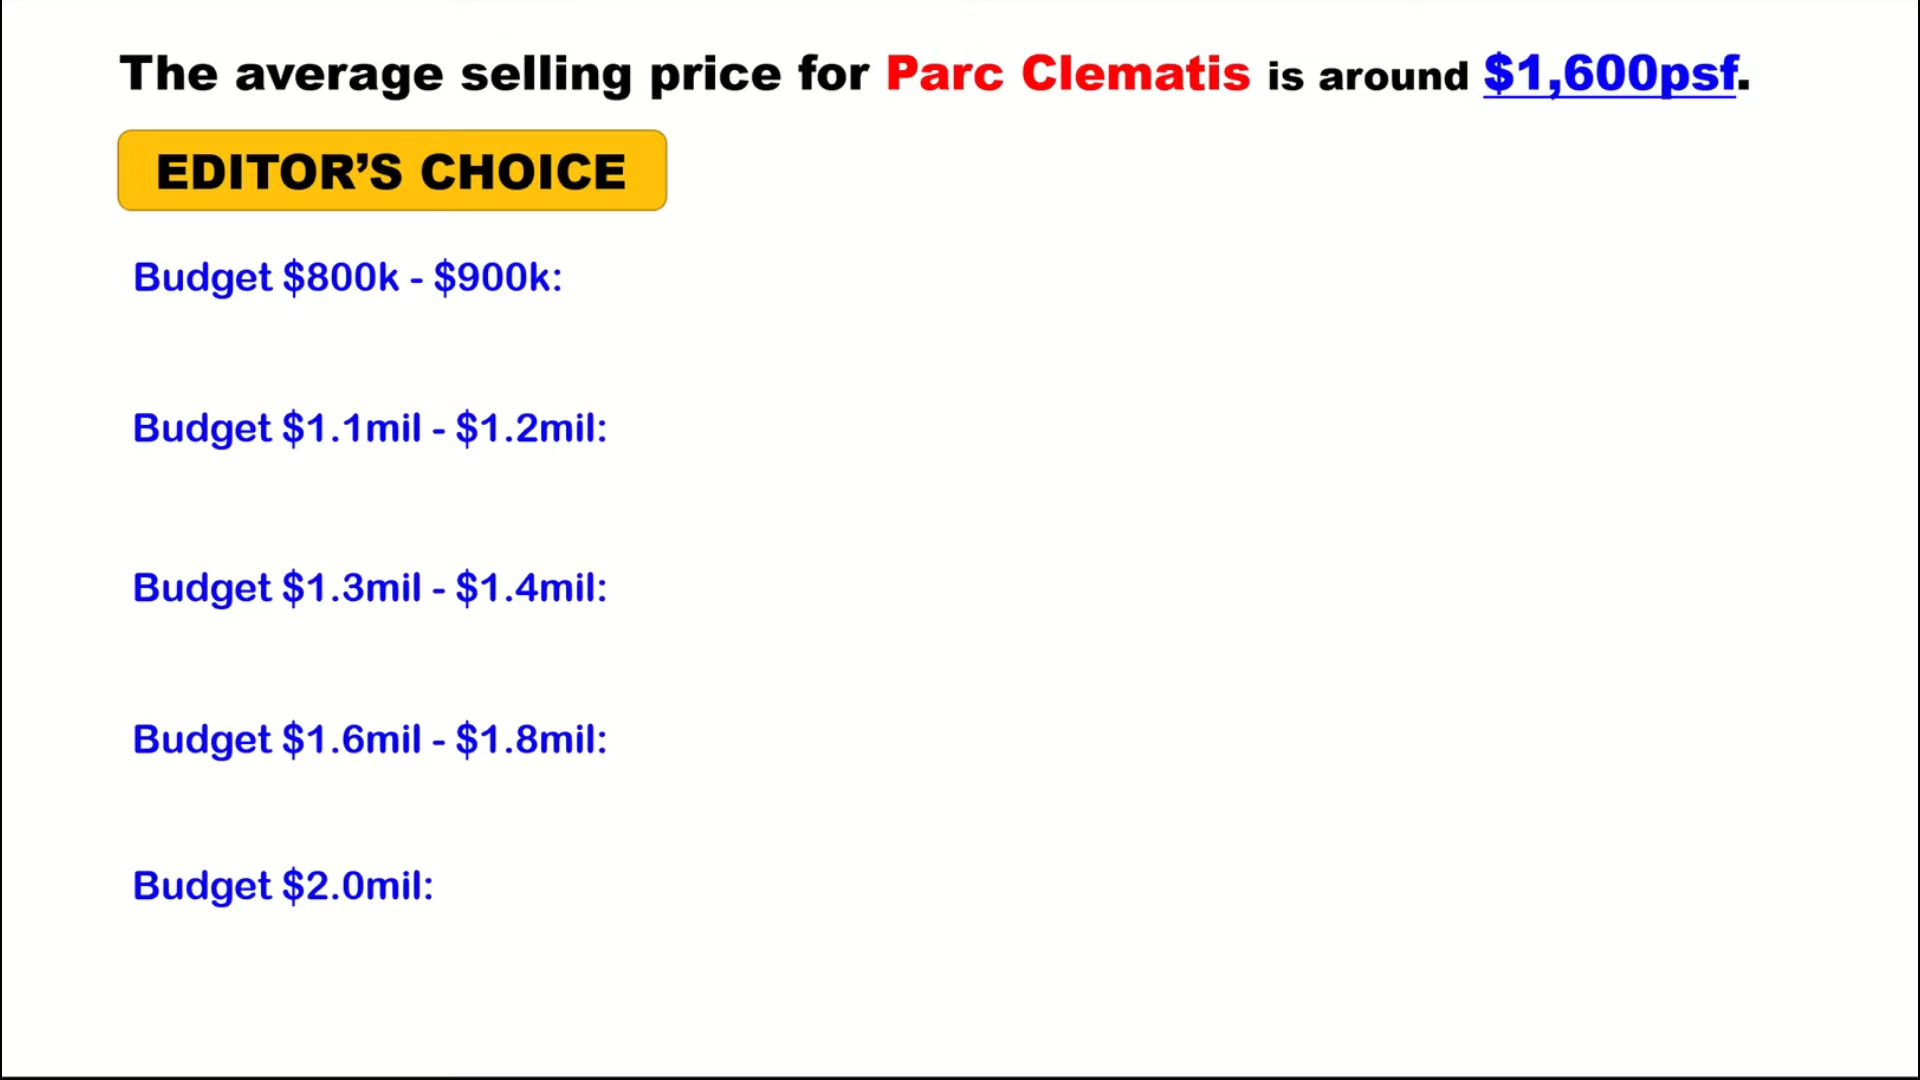 The average selling price for Parc Clematis is around $1,600psf.
EDITOR’S CHOICE
Budget $800k - $900k:
Budget $1.1mil - $1.2mil:
Budget $1.3mil - $1.4mil:
Budget $1.6mil - $1.8mil:
Budget $2.0mil: